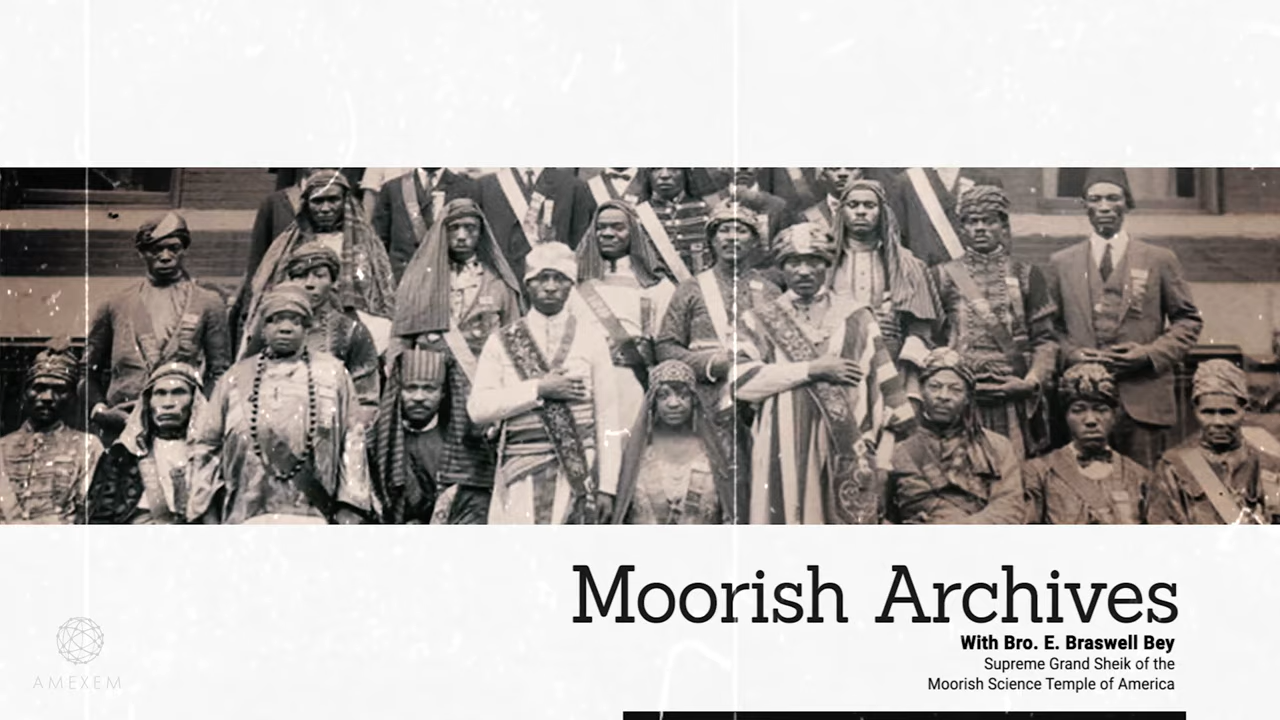 Moorish Archives
With Bro. E. Braswell Bey
Supreme Grand Sheik of the
Moorish Science Temple of America
AMEXEM